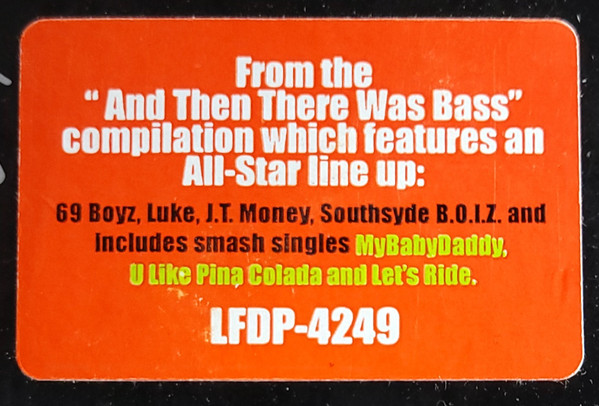 From the
“ And Then There Was Bass”
compilation which features an
All-Star line up:
69 Boyz, Luke, J.T. Money, Southsyde B.O.I.Z. and
includes smash singles MyBabyDaddy,
U Like Pina Colada and Let's Ride.
LFDP-4249